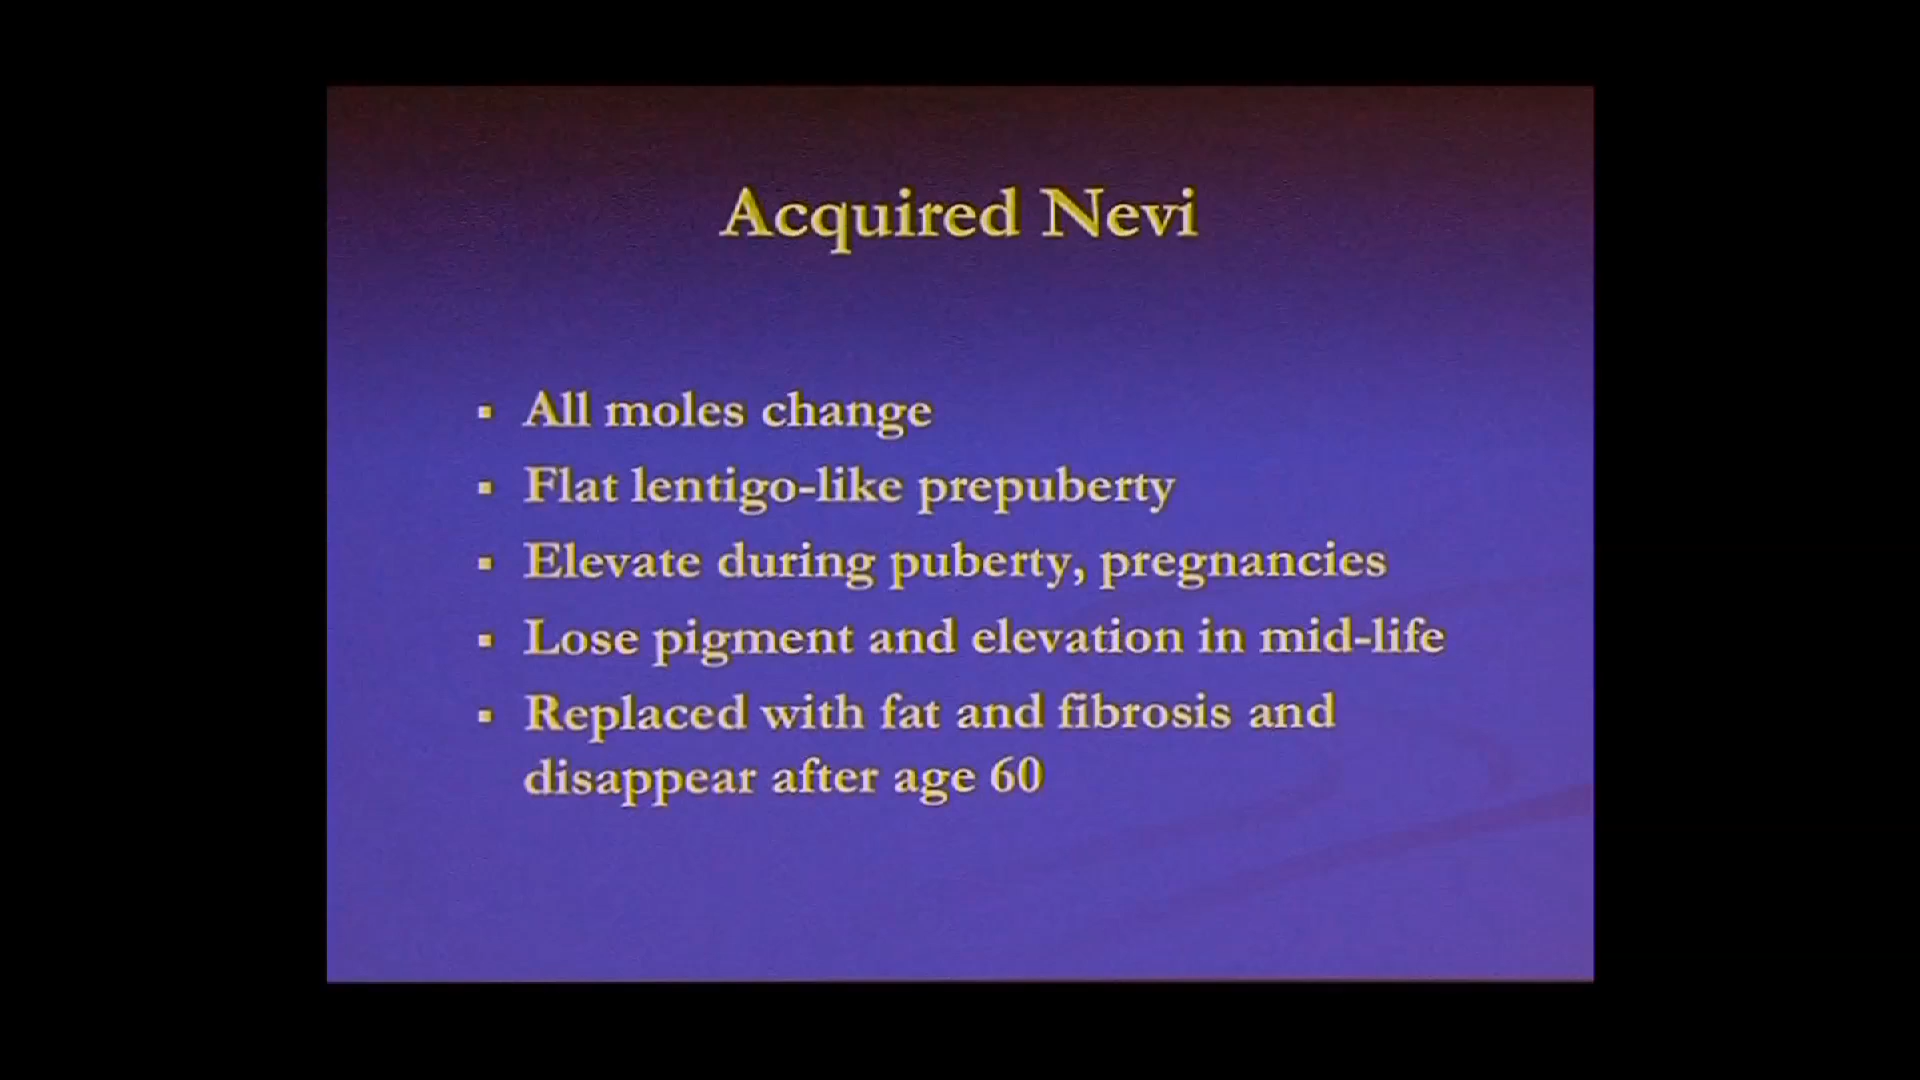 Acquired Nevi
▪ All moles change
▪ Flat lentigo-like prepuberty
▪ Elevate during puberty, pregnancies
▪ Lose pigment and elevation in mid-life
▪ Replaced with fat and fibrosis and
disappear after age 60